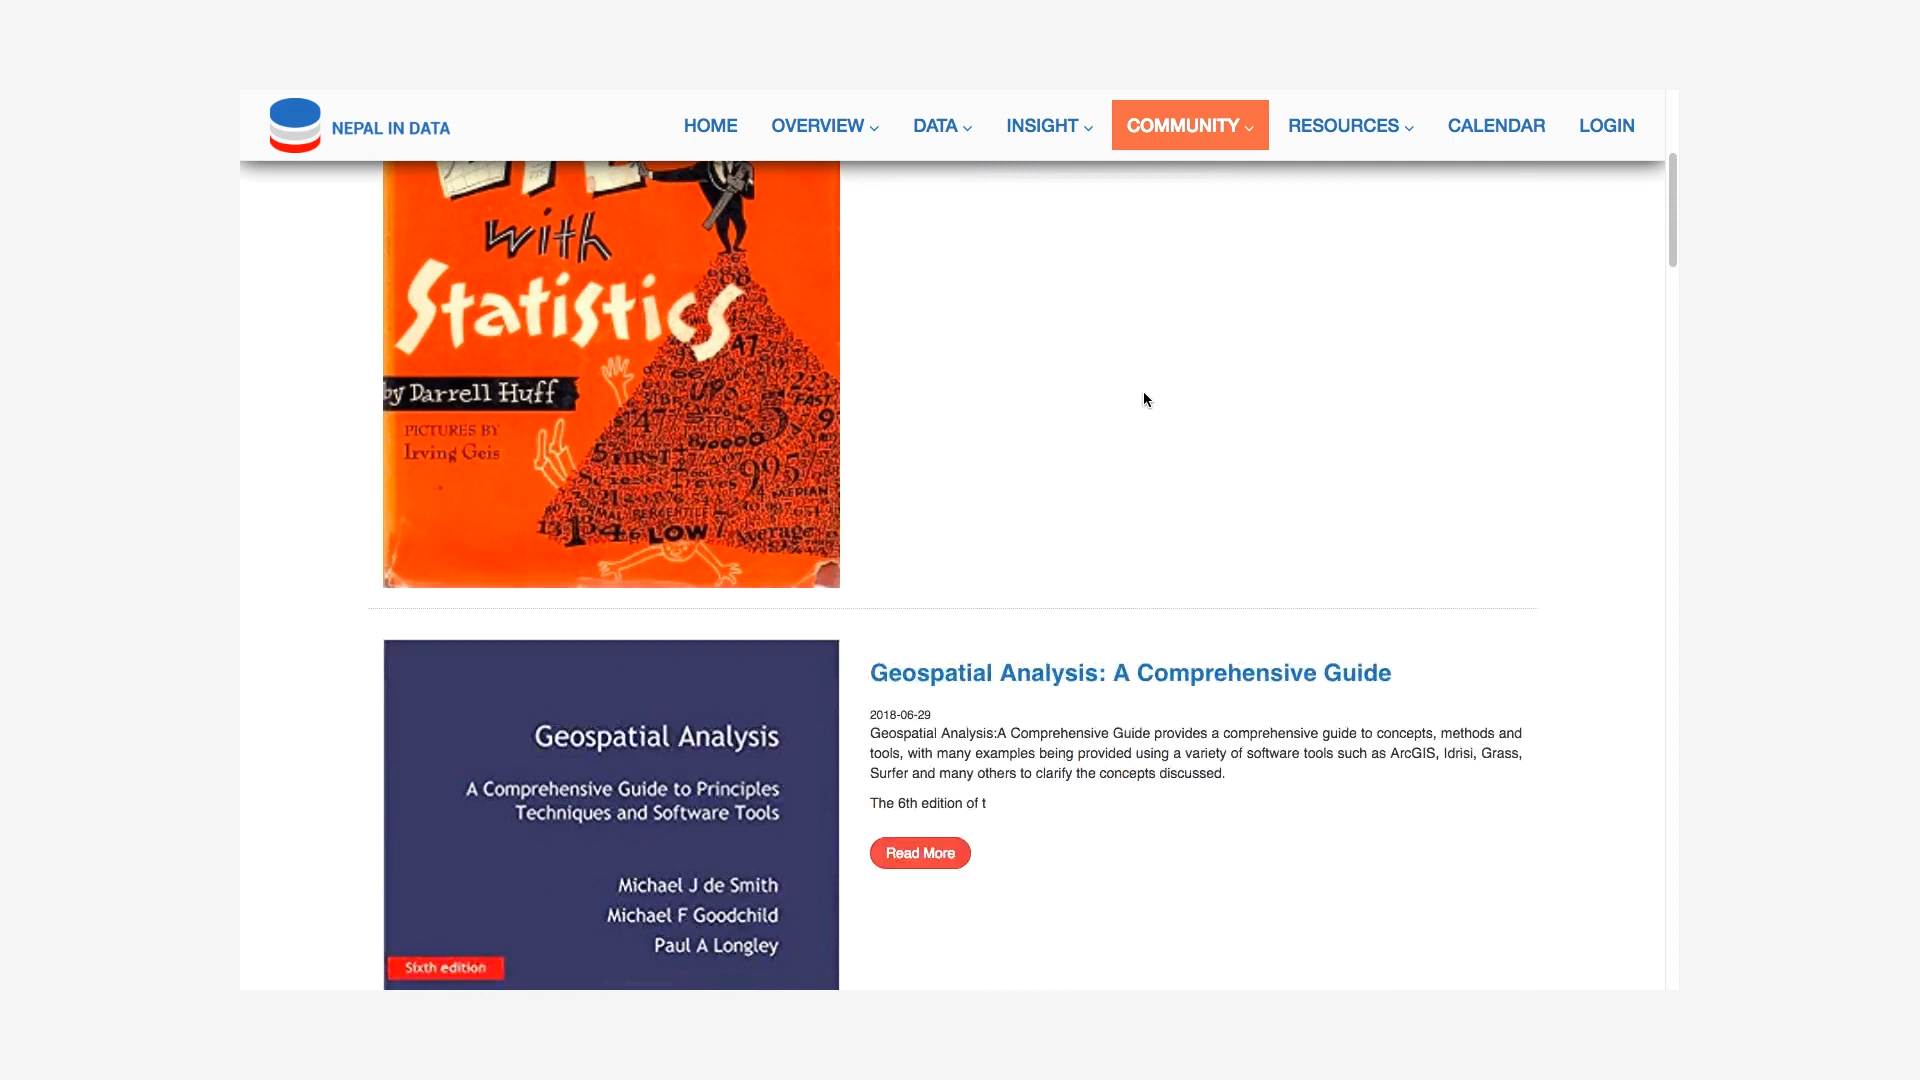 NEPAL IN DATA
HOME OVERVIEW DATA INSIGHT COMMUNITY RESOURCES CALENDAR LOGIN
with
Statistics
by Darrell Huff
PICTURES BY
Irving Geis
Geospatial Analysis
A Comprehensive Guide to Principles
Techniques and Software Tools
Michael J de Smith
Michael F Goodchild
Paul A Longley
Sixth edition
Geospatial Analysis: A Comprehensive Guide
2018-06-29
Geospatial Analysis:A Comprehensive Guide provides a comprehensive guide to concepts, methods and
tools, with many examples being provided using a variety of software tools such as ArcGIS, Idrisi, Grass,
Surfer and many others to clarify the concepts discussed.
The 6th edition of t
Read More